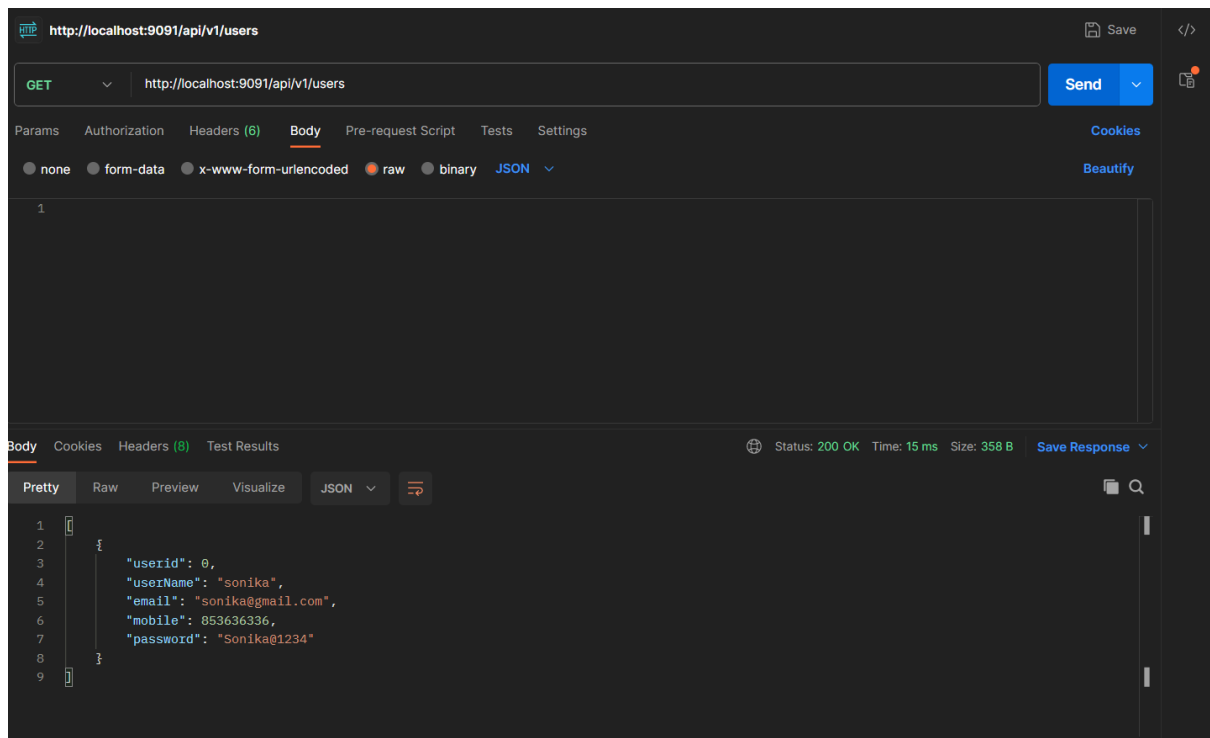 HTTP http://localhost:9091/api/v1/users Save </>
GET http://localhost:9091/api/v1/users Send
Params Authorization Headers (6) Body Pre-request Script Tests Settings Cookies
none form-data x-www-form-urlencoded raw binary JSON Beautify
1
Body Cookies Headers (8) Test Results Status: 200 OK Time: 15 ms Size: 358 B Save Response
Pretty Raw Preview Visualize JSON
1 [
2 {
3 "userid": 0,
4 "userName": "sonika",
5 "email": "sonika@gmail.com",
6 "mobile": 853636336,
7 "password": "Sonika@1234"
8 }
9 ]